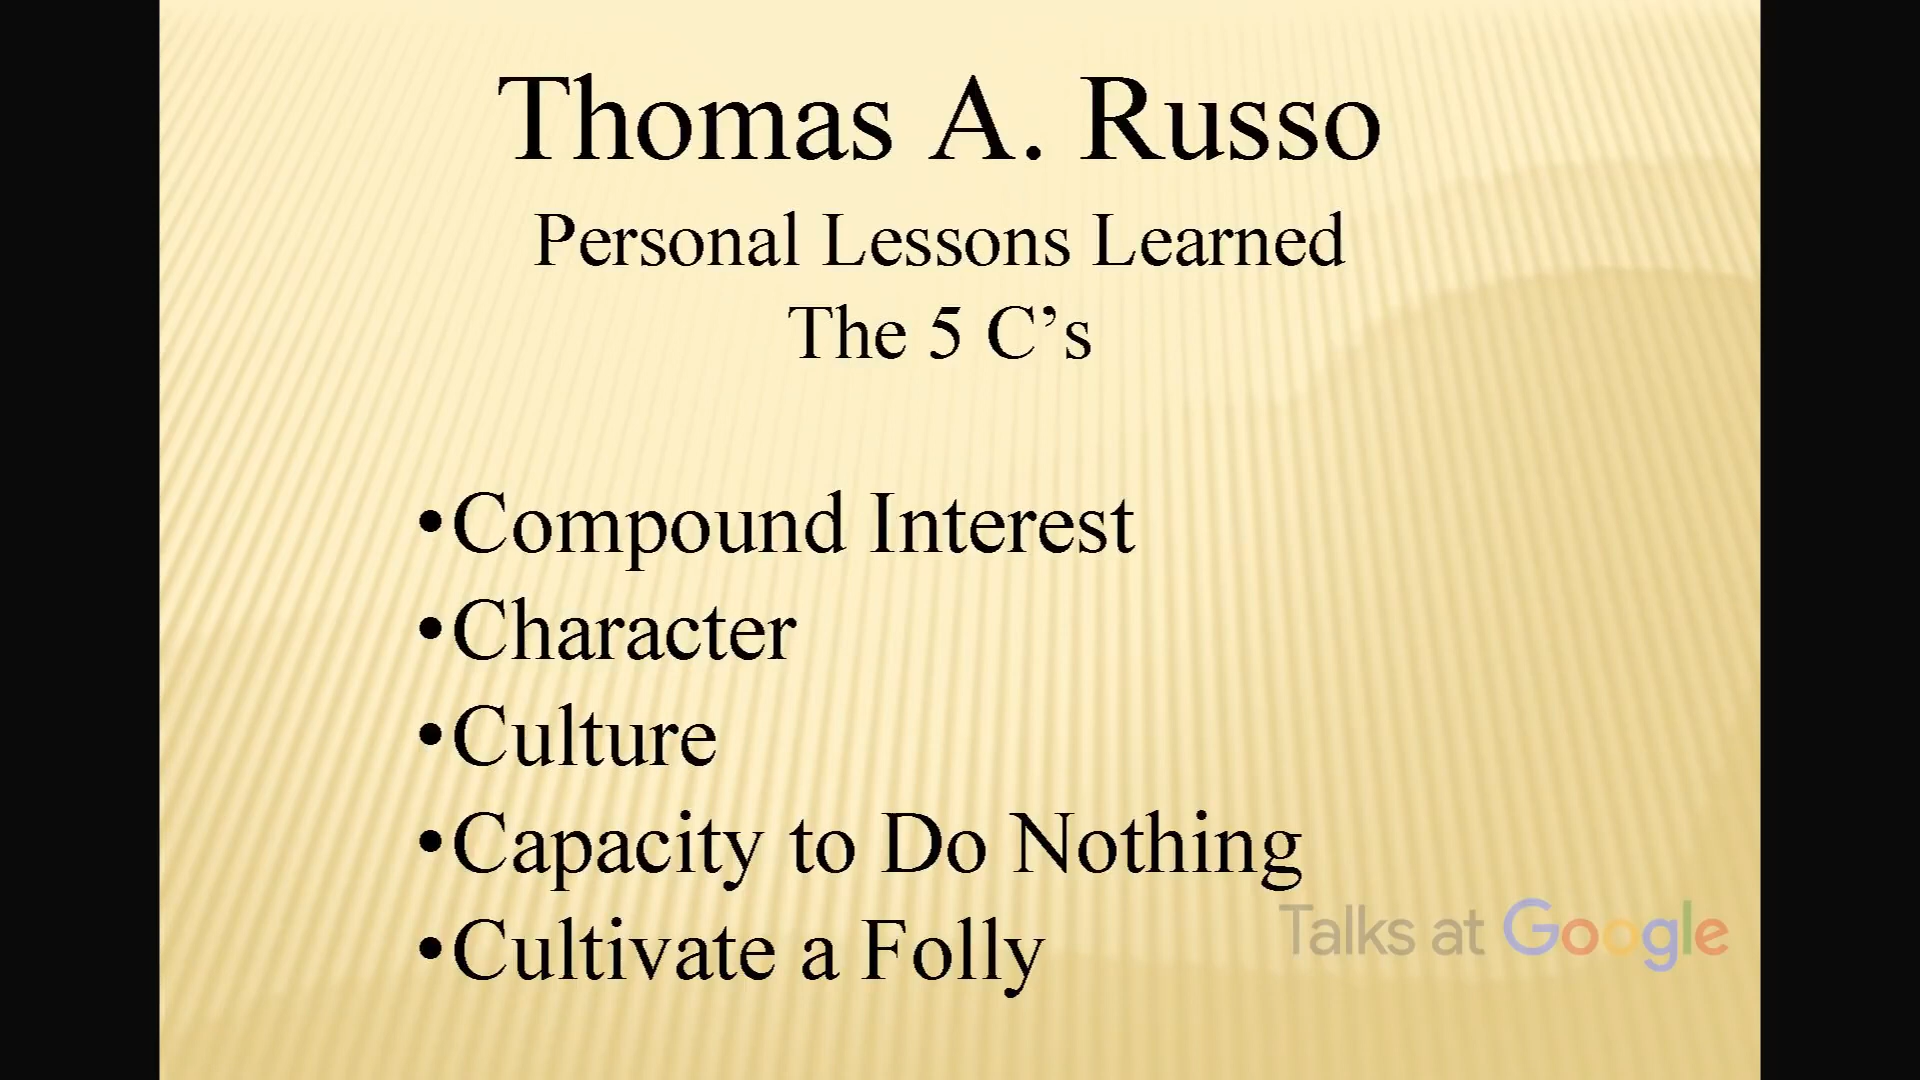 Thomas A. Russo
Personal Lessons Learned
The 5 C’s
•Compound Interest
•Character
•Culture
•Capacity to Do Nothing
•Cultivate a Folly
Talks at Google